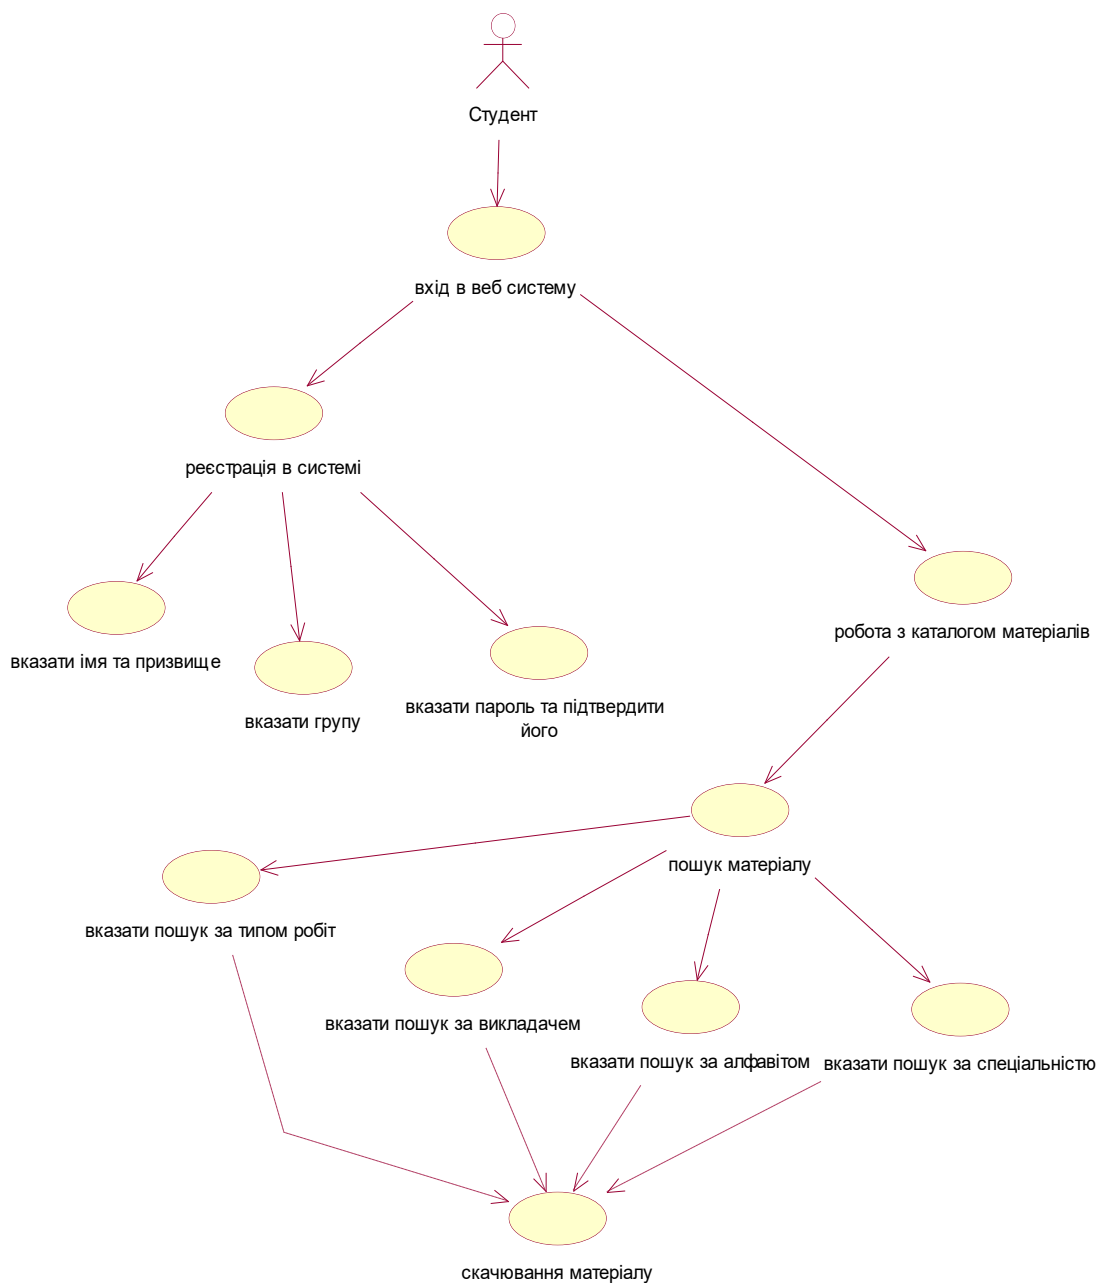 Студент
вхід в веб систему
реєстрація в системі
робота з каталогом матеріалів
вказати імя та призвище
вказати групу
вказати пароль та підтвердити
його
пошук матеріалу
вказати пошук за типом робіт
вказати пошук за викладачем
вказати пошук за алфавітом
вказати пошук за спеціальністю
скачювання матеріалу